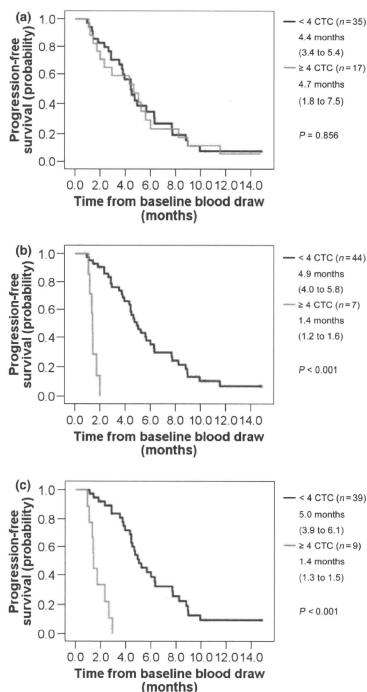 (a)
Progression-free
survival (probability)
1.0
0.8
0.6
0.4
0.2
0.0
0.0 2.0 4.0 6.0 8.0 10.0 12.0 14.0
Time from baseline blood draw
(months)
< 4 CTC (n = 35)
4.4 months
(3.4 to 5.4)
≥ 4 CTC (n = 17)
4.7 months
(1.8 to 7.5)
P = 0.856
(b)
Progression-free
survival (probability)
1.0
0.8
0.6
0.4
0.2
0.0
0.0 2.0 4.0 6.0 8.0 10.0 12.0 14.0
Time from baseline blood draw
(months)
< 4 CTC (n = 44)
4.9 months
(4.0 to 5.8)
≥ 4 CTC (n = 7)
1.4 months
(1.2 to 1.6)
P < 0.001
(c)
Progression-free
survival (probability)
1.0
0.8
0.6
0.4
0.2
0.0
0.0 2.0 4.0 6.0 8.0 10.0 12.0 14.0
Time from baseline blood draw
(months)
< 4 CTC (n = 39)
5.0 months
(3.9 to 6.1)
≥ 4 CTC (n = 9)
1.4 months
(1.3 to 1.5)
P < 0.001